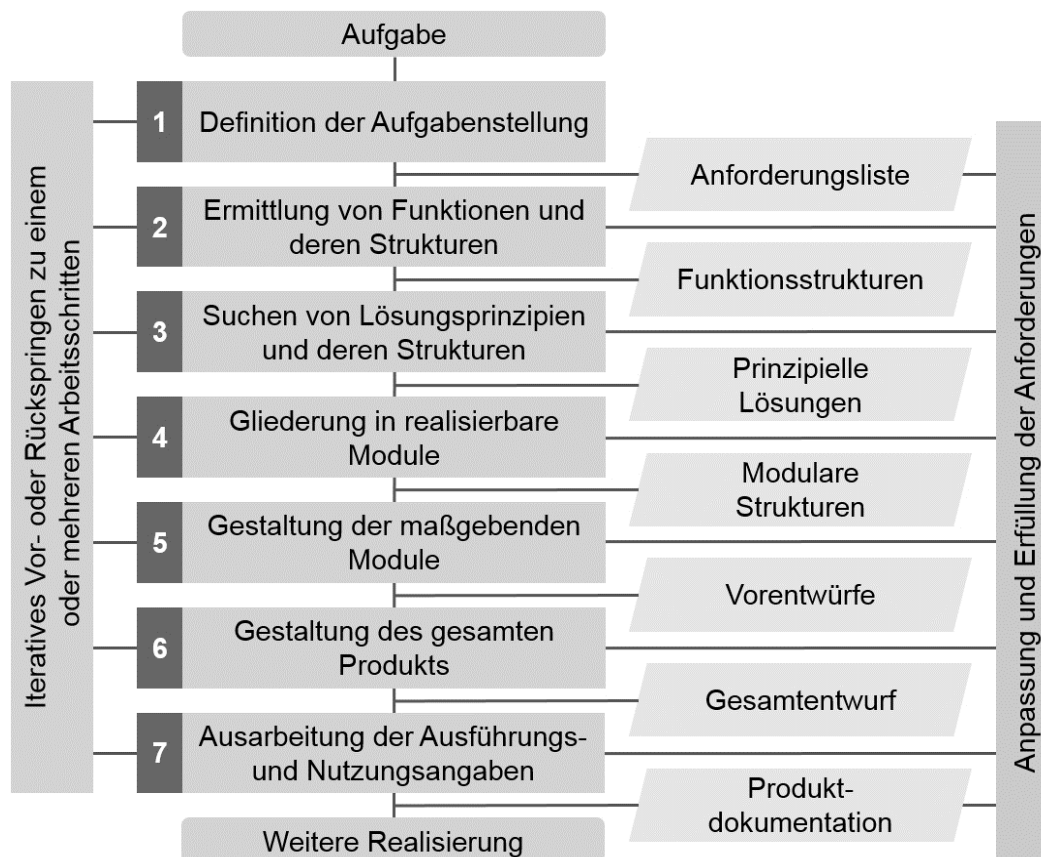 Aufgabe
1
Definition der Aufgabenstellung
Anforderungsliste
2
Ermittlung von Funktionen und
deren Strukturen
Funktionsstrukturen
3
Suchen von Lösungsprinzipien
und deren Strukturen
Prinzipielle
Lösungen
4
Gliederung in realisierbare
Module
Modulare
Strukturen
5
Gestaltung der maßgebenden
Module
Vorentwürfe
6
Gestaltung des gesamten
Produkts
Gesamtentwurf
7
Ausarbeitung der Ausführungs-
und Nutzungsangaben
Produkt-
dokumentation
Weitere Realisierung
Iteratives Vor- oder Rückspringen zu einem
oder mehreren Arbeitsschritten
Anpassung und Erfüllung der Anforderungen